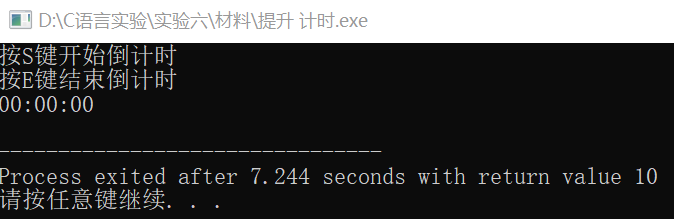 D:\C语言实验\实验六\材料\提升 计时.exe
按S键开始倒计时
按E键结束倒计时
00:00:00
--------------------------------
Process exited after 7.244 seconds with return value 10
请按任意键继续. . .